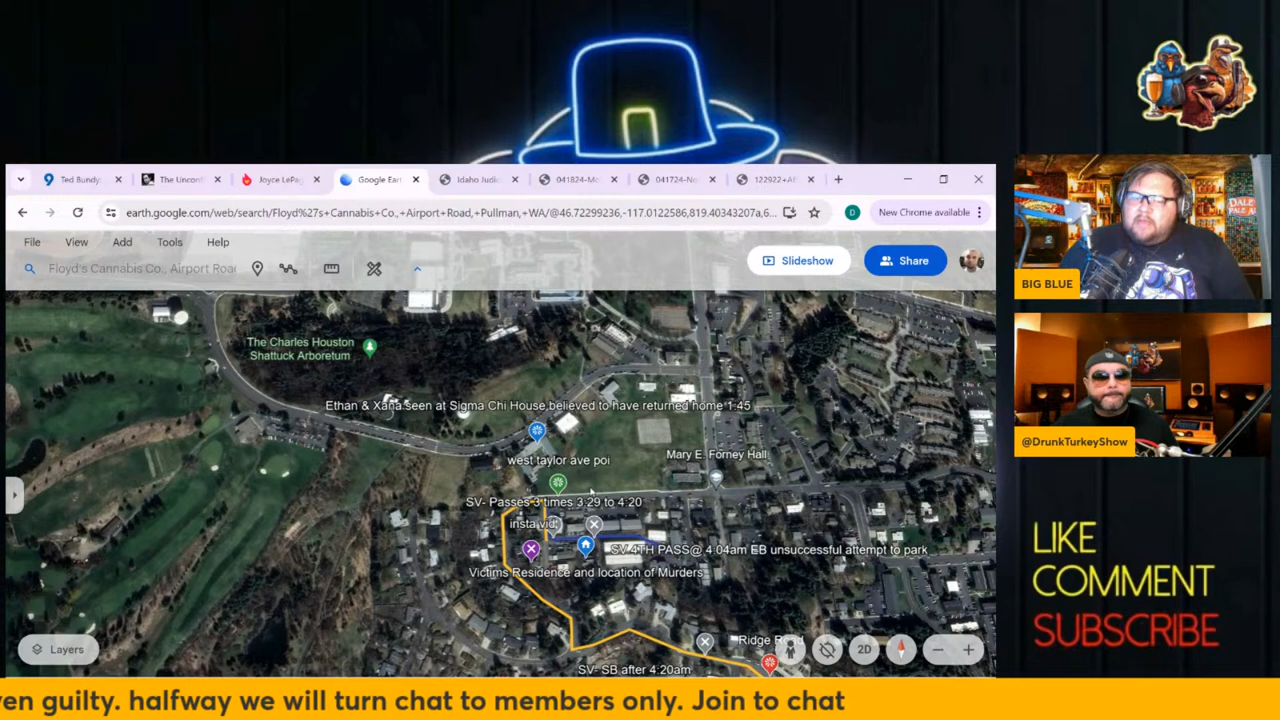 Ted Bundy
The Uncon
Joyce LePa
Google Ear
Idaho Judi
041824-M
041724-N
122922+A
earth.google.com/web/search/Floyd%27s+Cannabis+Co.,+Airport+Road,+Pullman,+WA/@46.72299236,-117.0122586,819.40343207a,6...
D
New Chrome available
File View Add Tools Help
Floyd's Cannabis Co., Airport Road
Slideshow
Share
DALE'S
PALE A
BIG BLUE
The Charles Houston
Shattuck Arboretum
Ethan & Xana seen at Sigma Chi House,believed to have returned home 1:45
west taylor ave poi
Mary E. Forney Hall
SV- Passes 3 times 3:29 to 4:20
insta vid
SV 4TH PASS@ 4:04am EB unsuccessful attempt to park
Victims Residence and location of Murders
Ridge Road
SV- SB after 4:20am
Layers
2D
@DrunkTurkeyShow
LIKE
COMMENT
SUBSCRIBE
ven guilty. halfway we will turn chat to members only. Join to chat